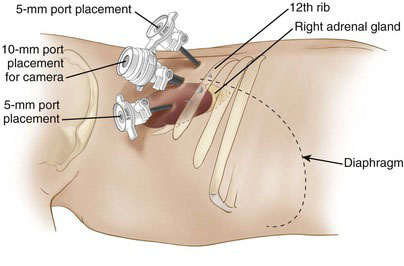 5-mm port placement
10-mm port
placement
for camera
5-mm port
placement
12th rib
Right adrenal gland
Diaphragm